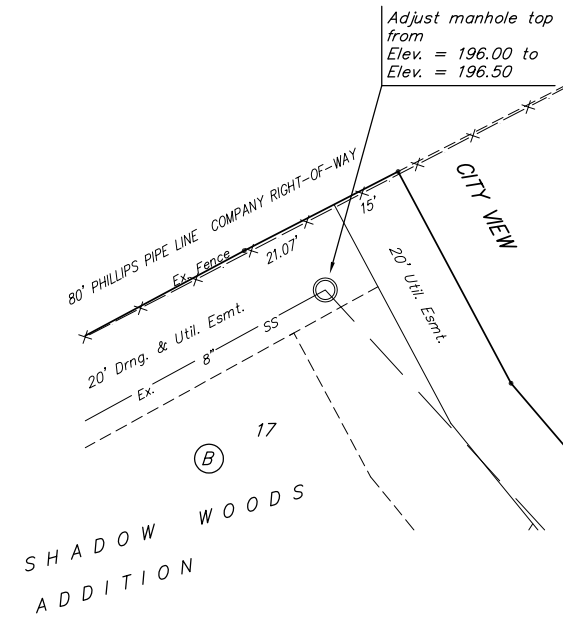 Adjust manhole top
from
Elev. = 196.00 to
Elev. = 196.50
80' PHILLIPS PIPE LINE COMPANY RIGHT-OF-WAY
15'
CITY VIEW
Ex. Fence
21.07'
20' Util. Esmt.
20' Drng. & Util. Esmt.
Ex. 8" SS
17
B
SHADOW WOODS
ADDITION